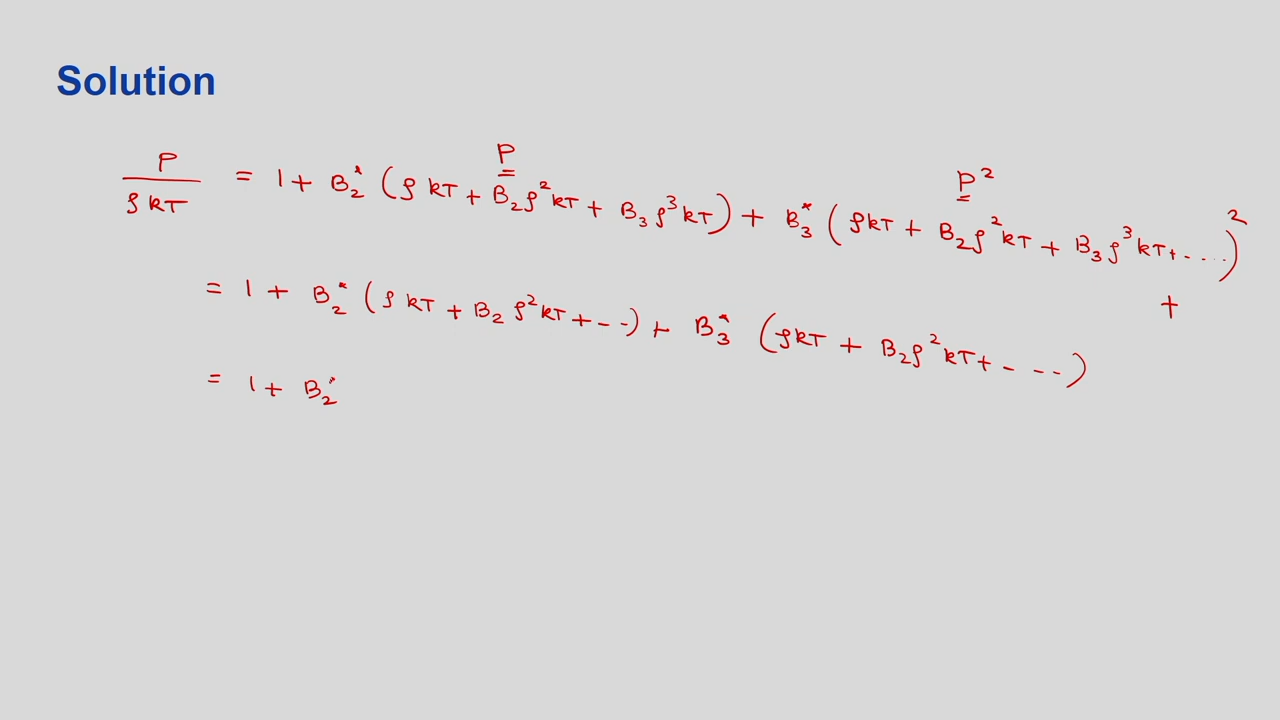 Solution
P P²
P/ρkT = 1 + B₂* (ρkT + B₂ρ²kT + B₃ρ³kT) + B₃* (ρkT + B₂ρ²kT + B₃ρ³kT + ....)²
+
= 1 + B₂* (ρkT + B₂ρ²kT + ---) + B₃* (ρkT + B₂ρ²kT + ----)
= 1 + B₂*